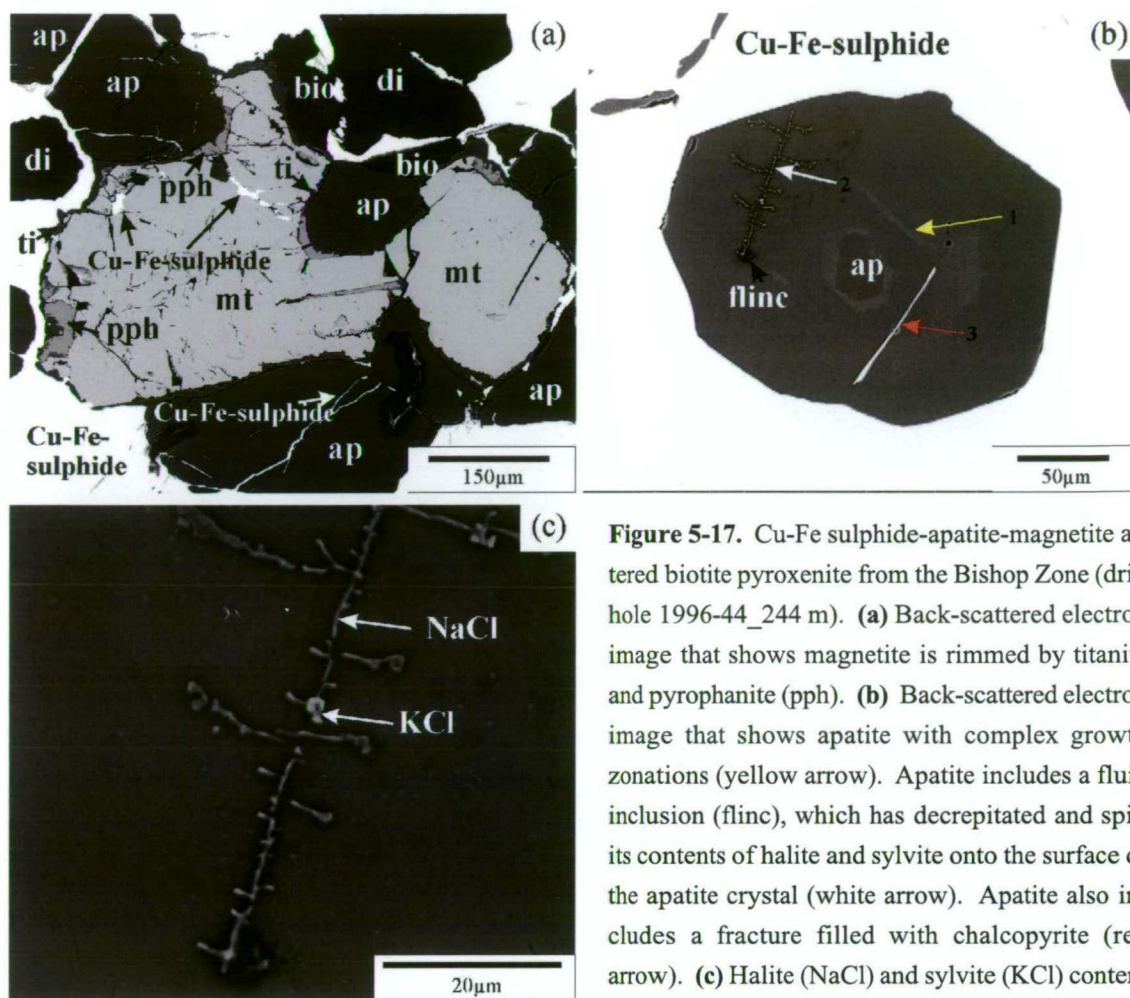 (a)
ap
ap
bio
di
di
pph
ti
bio
ap
ti
Cu-Fe-sulphide
mt
mt
pph
Cu-Fe-sulphide
ap
ap
Cu-Fe-
sulphide
150µm
(b)
Cu-Fe-sulphide
2
1
ap
flinc
3
50µm
(c)
NaCl
KCl
20µm
Figure 5-17. Cu-Fe sulphide-apatite-magnetite a
tered biotite pyroxenite from the Bishop Zone (dri
hole 1996-44_244 m). (a) Back-scattered electro
image that shows magnetite is rimmed by titani
and pyrophanite (pph). (b) Back-scattered electro
image that shows apatite with complex growt
zonations (yellow arrow). Apatite includes a flui
inclusion (flinc), which has decrepitated and spi
its contents of halite and sylvite onto the surface o
the apatite crystal (white arrow). Apatite also in
cludes a fracture filled with chalcopyrite (re
arrow). (c) Halite (NaCl) and sylvite (KCl) conten